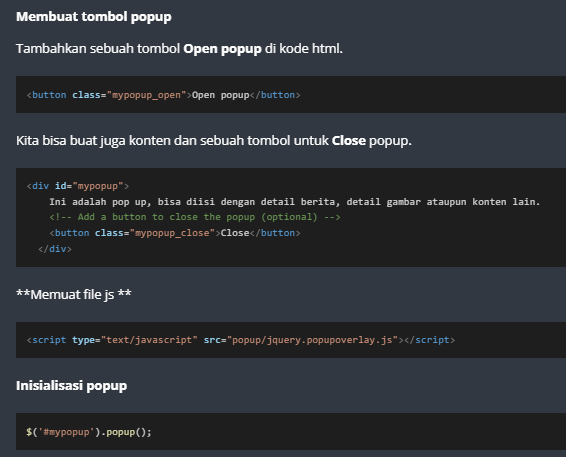 Membuat tombol popup
Tambahkan sebuah tombol Open popup di kode html.
<button class="mypopup_open">Open popup</button>
Kita bisa buat juga konten dan sebuah tombol untuk Close popup.
<div id="mypopup">
Ini adalah pop up, bisa diisi dengan detail berita, detail gambar ataupun konten lain.
<!-- Add a button to close the popup (optional) -->
<button class="mypopup_close">Close</button>
</div>
**Memuat file js **
<script type="text/javascript" src="popup/jquery.popupoverlay.js"></script>
Inisialisasi popup
$('#mypopup').popup();